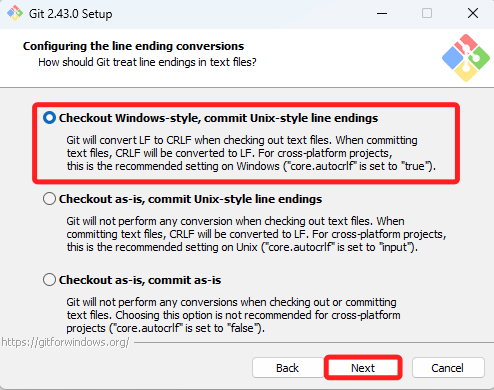 Git 2.43.0 Setup
Configuring the line ending conversions
How should Git treat line endings in text files?
Checkout Windows-style, commit Unix-style line endings
Git will convert LF to CRLF when checking out text files. When committing
text files, CRLF will be converted to LF. For cross-platform projects,
this is the recommended setting on Windows ("core.autocrlf" is set to "true").
Checkout as-is, commit Unix-style line endings
Git will not perform any conversion when checking out text files. When
committing text files, CRLF will be converted to LF. For cross-platform projects,
this is the recommended setting on Unix ("core.autocrlf" is set to "input").
Checkout as-is, commit as-is
Git will not perform any conversions when checking out or committing
text files. Choosing this option is not recommended for cross-platform
projects ("core.autocrlf" is set to "false").
https://gitforwindows.org/
Back
Next
Cancel